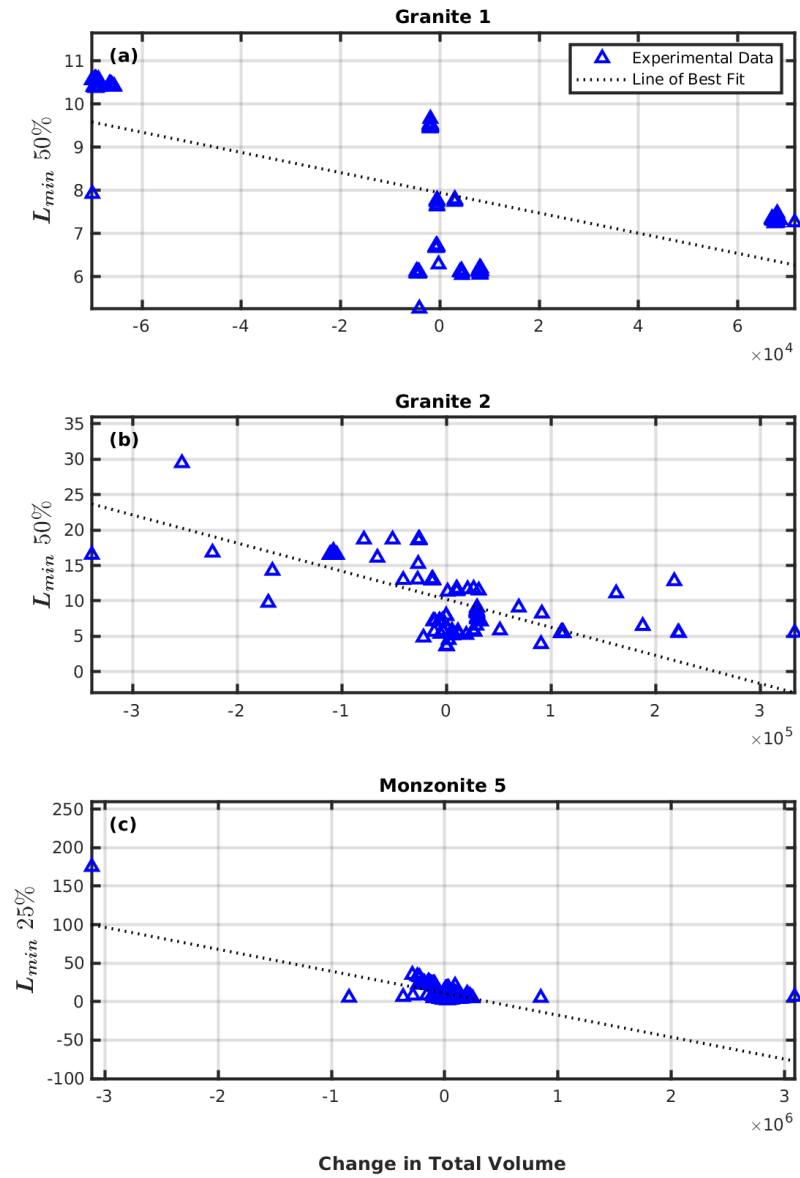 Granite 1
(a)
Experimental Data
Line of Best Fit
L_min 50%
11
10
9
8
7
6
-6 -4 -2 0 2 4 6
×10^4
Granite 2
(b)
L_min 50%
35
30
25
20
15
10
5
0
-3 -2 -1 0 1 2 3
×10^5
Monzonite 5
(c)
L_min 25%
250
200
150
100
50
0
-50
-100
-3 -2 -1 0 1 2 3
×10^6
Change in Total Volume